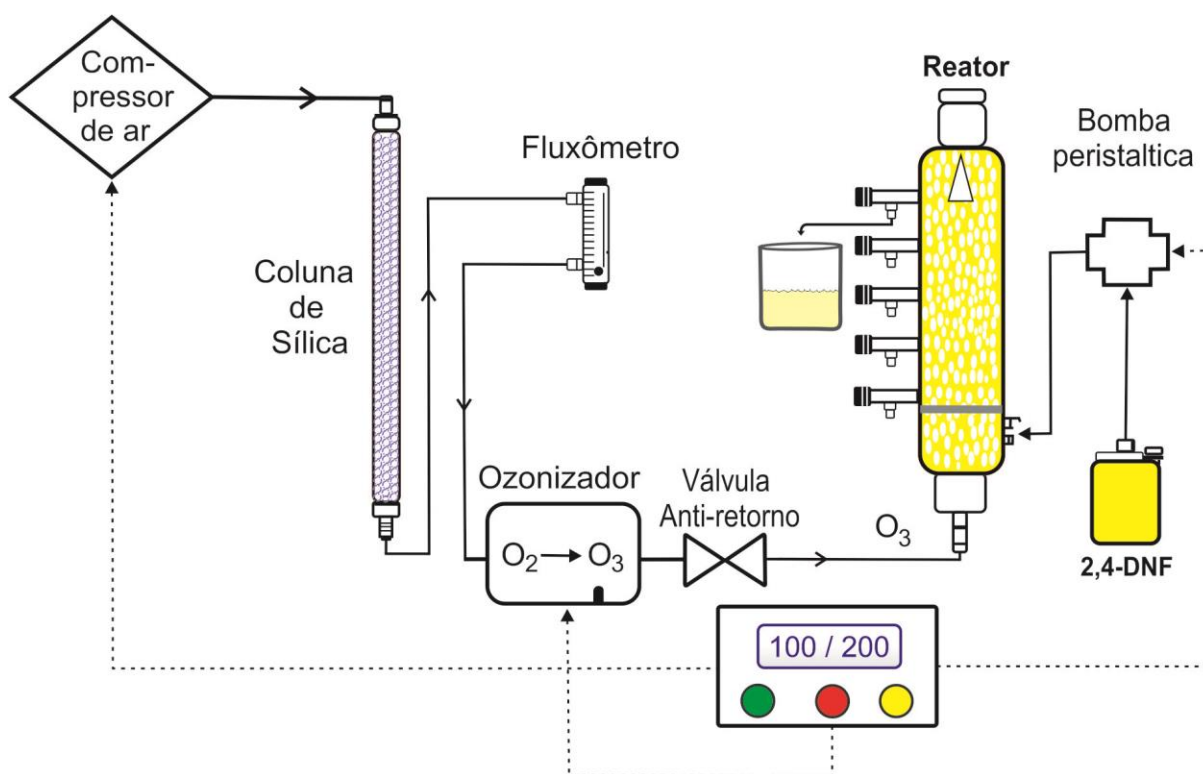 Com-
pressor
de ar
Coluna
de
Sílica
Fluxômetro
Reator
Bomba
peristaltica
Ozonizador
O₂ → O₃
Válvula
Anti-retorno
O₃
2,4-DNF
100 / 200